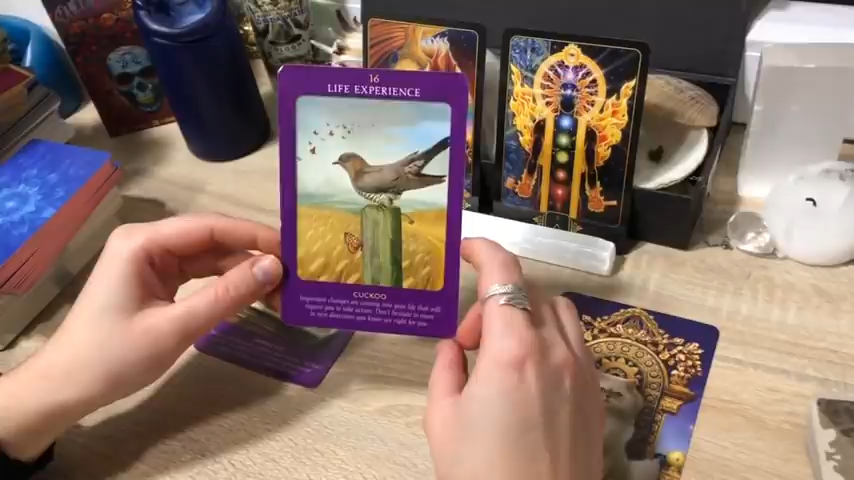 16
LIFE EXPERIENCE
CUCKOO
Important changes are coming into your life that will
require you to take action. Don't hesitate to move
in new directions you know are right for you.